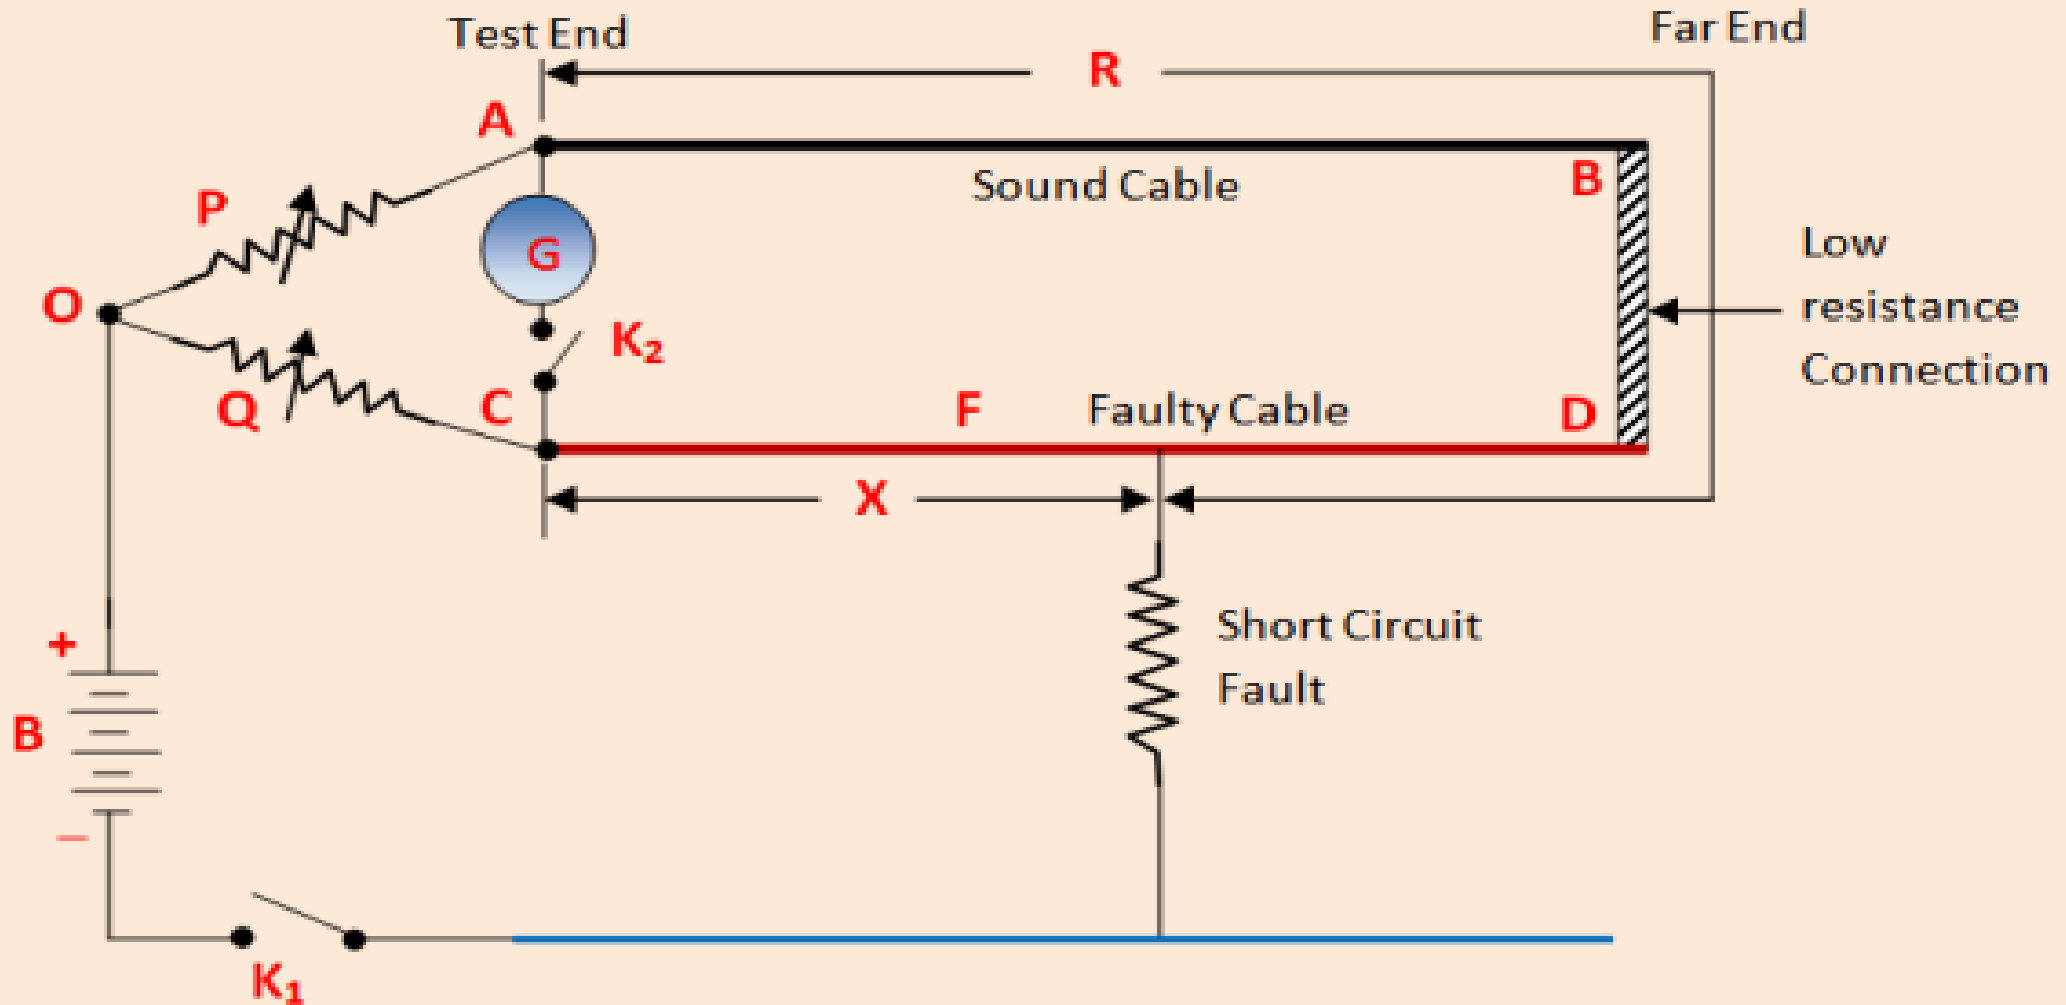 Test End
Far End
R
A
Sound Cable
B
P
G
Low
resistance
Connection
O
K₂
Q
C
F
Faulty Cable
D
X
+
Short Circuit
Fault
B
–
K₁